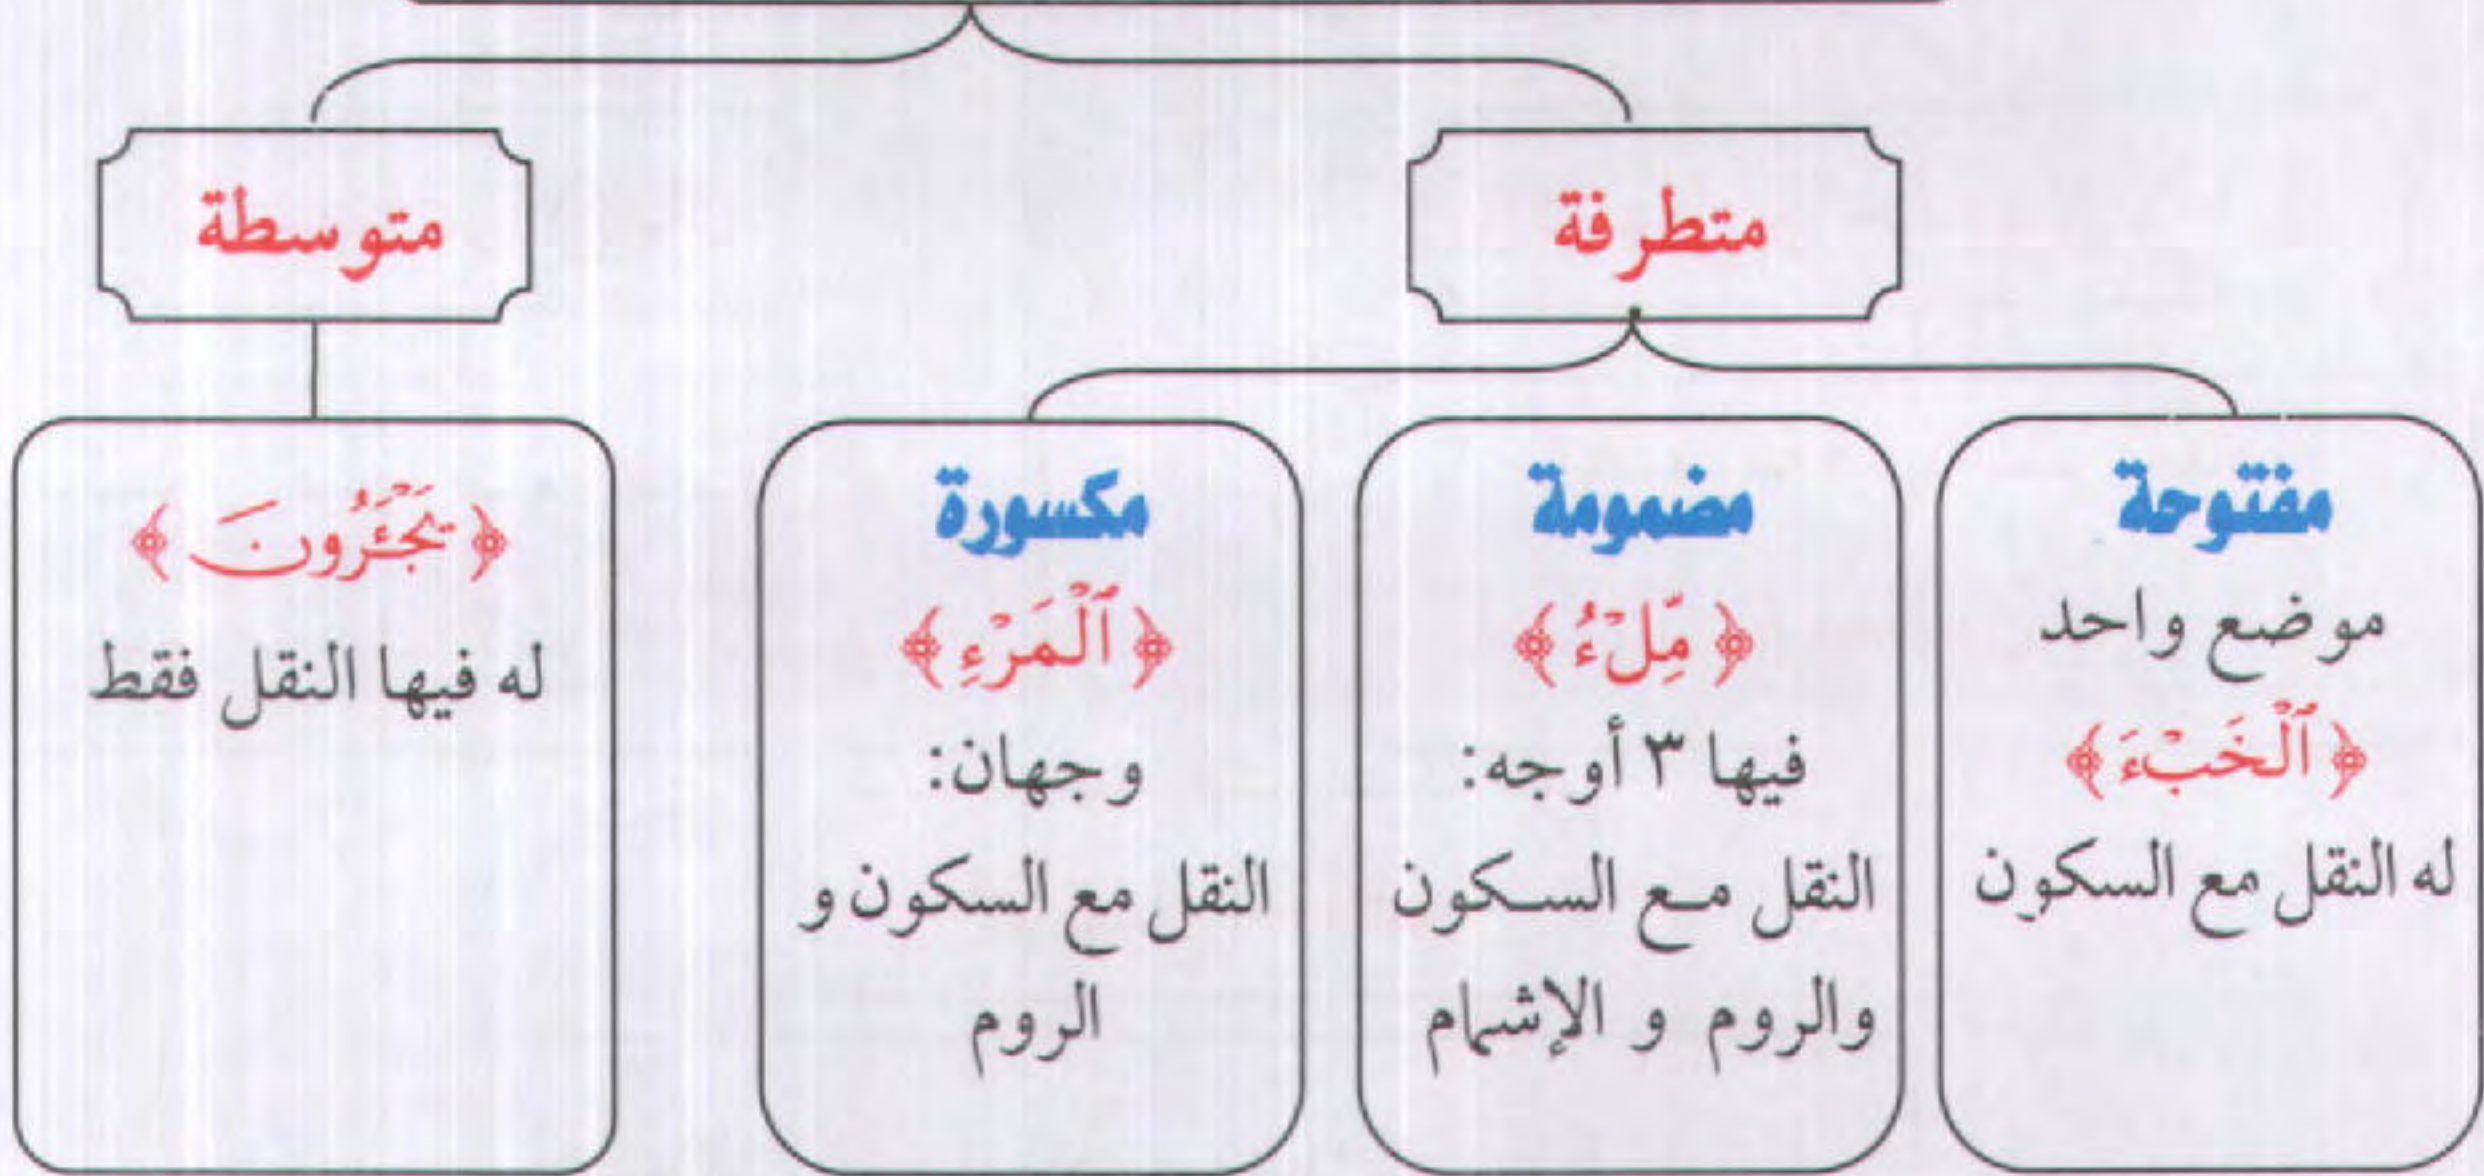 متطرفة
متوسطة
مفتوحة
موضع واحد
﴿ ٱلْخَبْءَ ﴾
له النقل مع السكون
مضمومة
﴿ مِّلْءُ ﴾
فيها ٣ أوجه:
النقل مع السكون
والروم و الإشمام
مكسورة
﴿ ٱلْمَرْءِ ﴾
وجهان:
النقل مع السكون و
الروم
﴿ يَجْـَٔرُونَ ﴾
له فيها النقل فقط